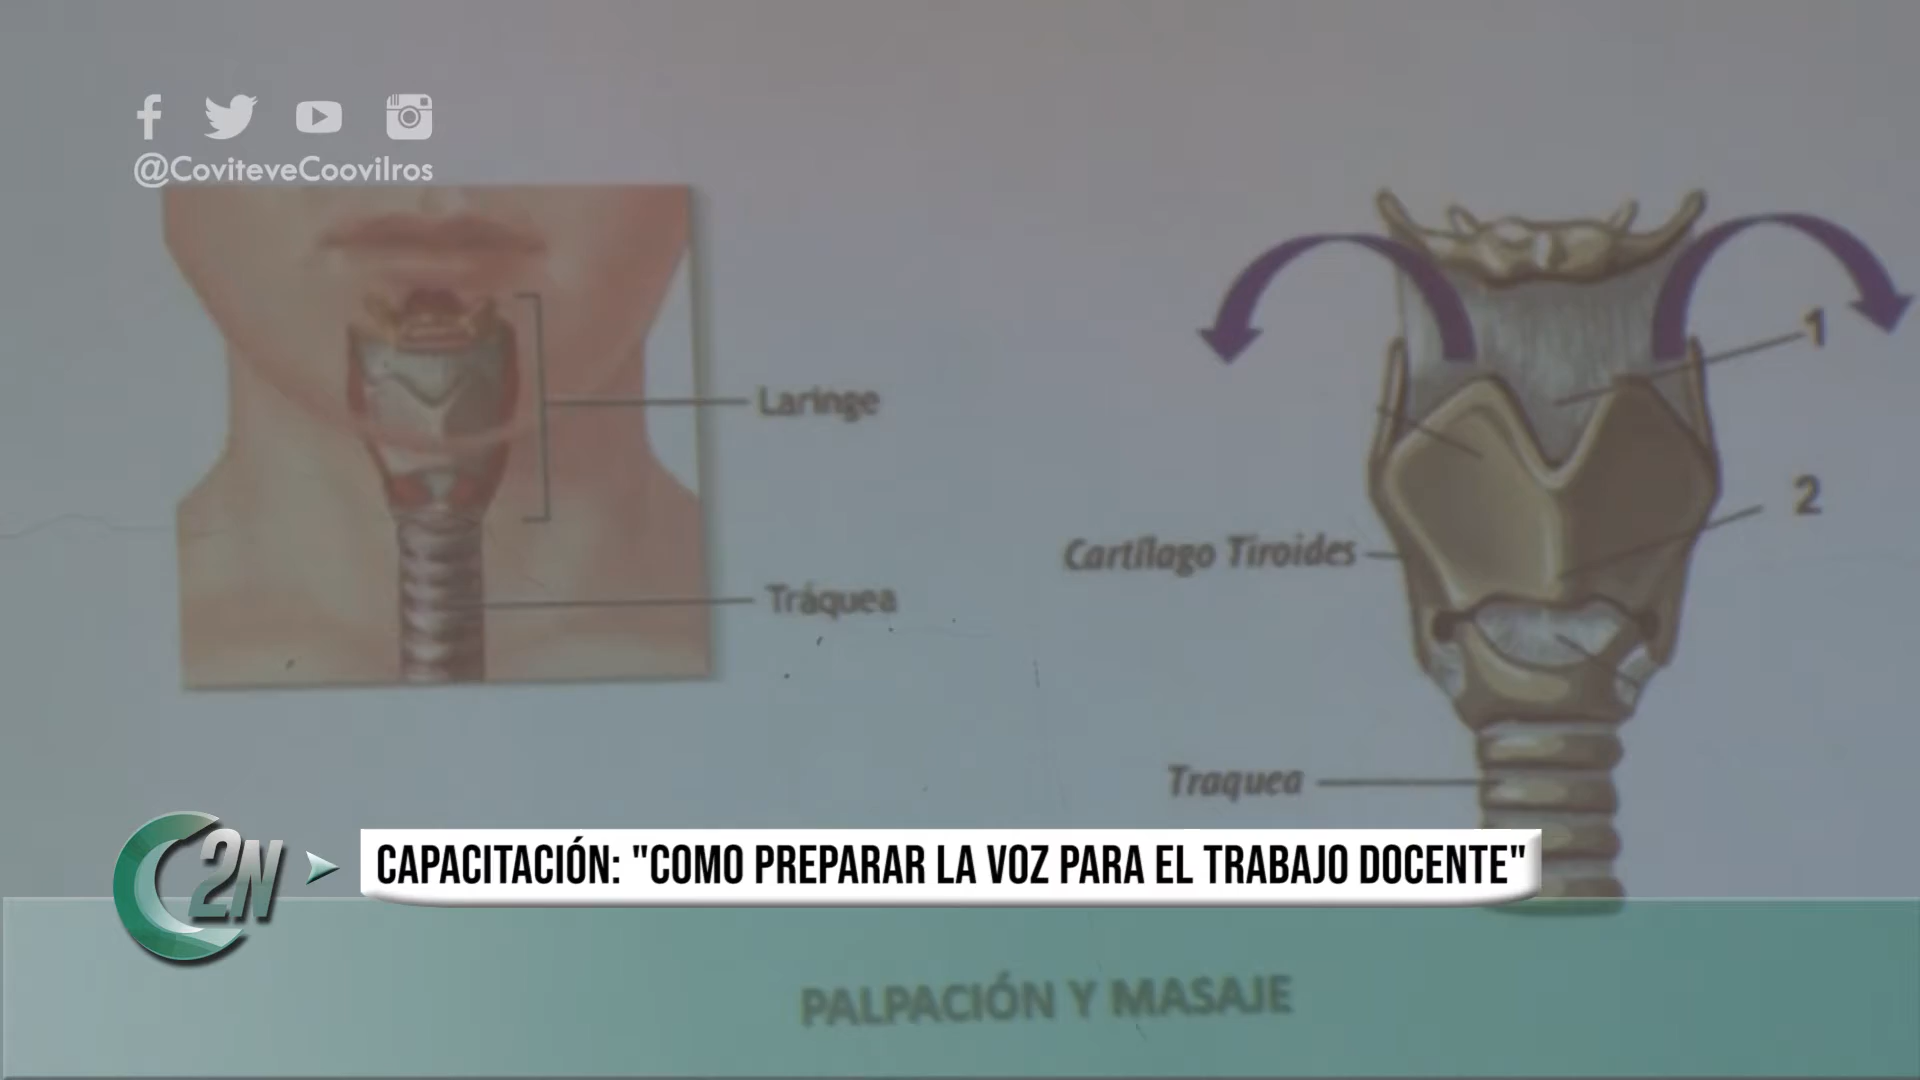 @CoviteveCoovilros
Laringe
Tráquea
1
2
Cartílago Tiroides
Traquea
C2N
CAPACITACIÓN: "COMO PREPARAR LA VOZ PARA EL TRABAJO DOCENTE"
PALPACIÓN Y MASAJE